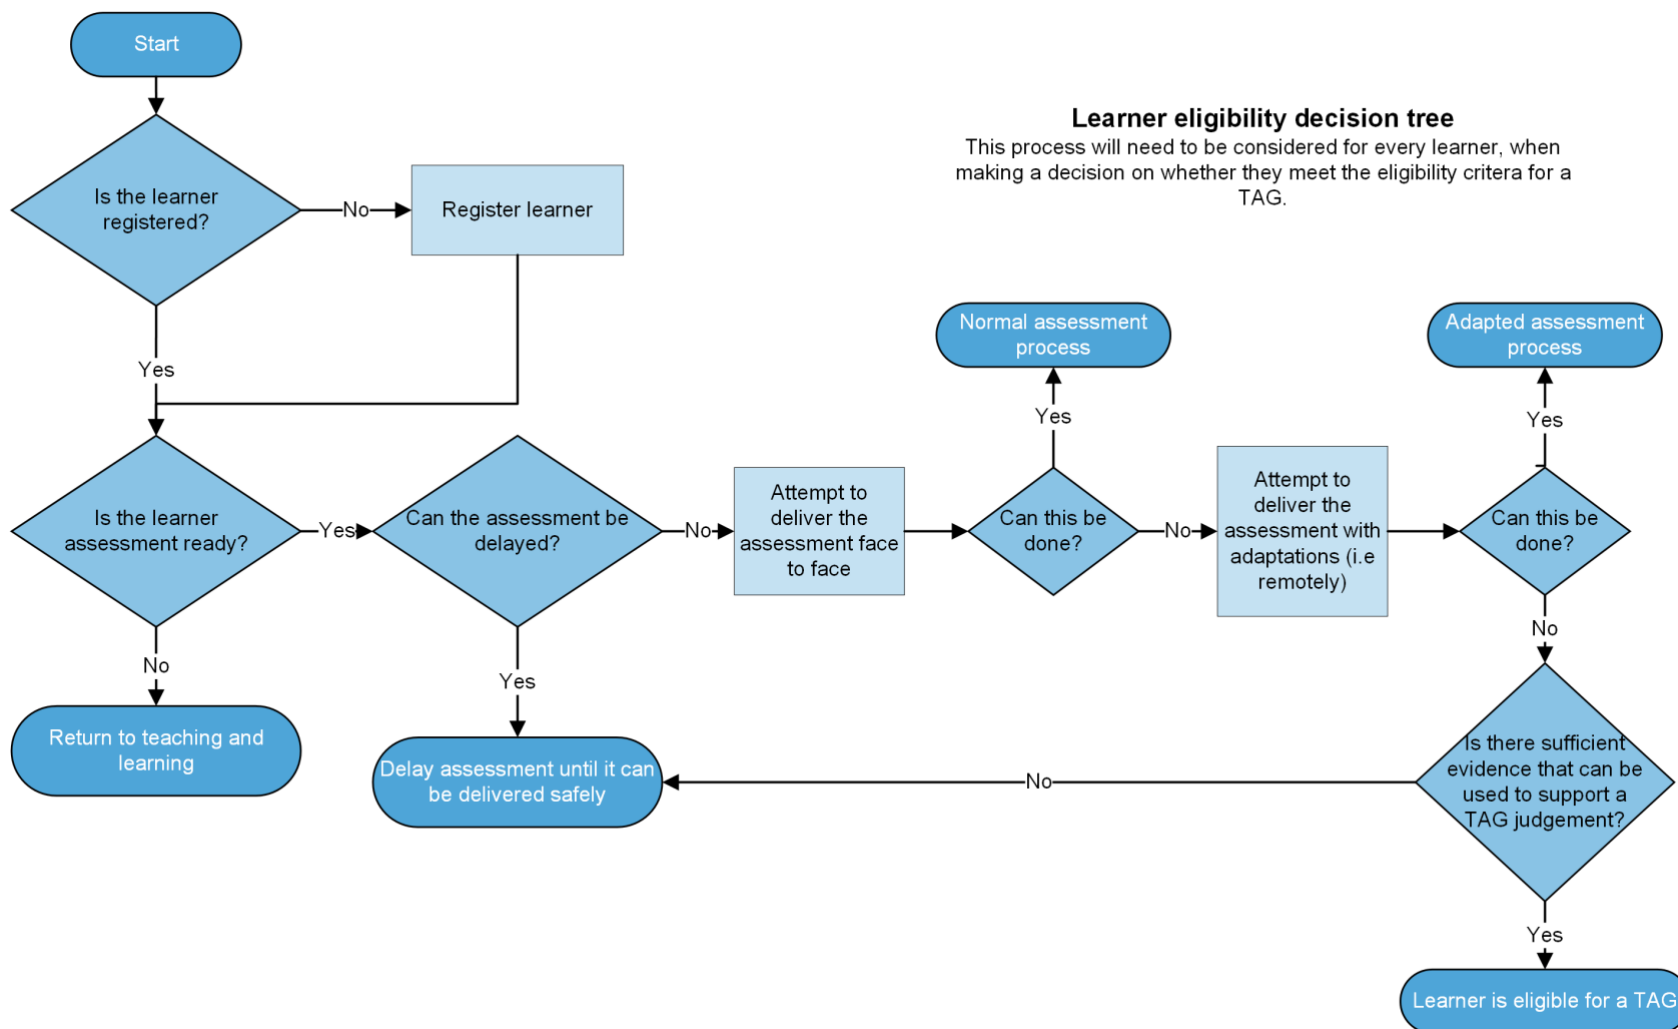 Start
Learner eligibility decision tree
This process will need to be considered for every learner, when
making a decision on whether they meet the eligibility critera for a
TAG.
Is the learner
registered?
No
Register learner
Yes
Normal assessment
process
Adapted assessment
process
Yes
Yes
Is the learner
assessment ready?
Yes
Can the assessment be
delayed?
No
Attempt to
deliver the
assessment face
to face
Can this be
done?
No
Attempt to
deliver the
assessment with
adaptations (i.e
remotely)
Can this be
done?
No
No
Yes
Return to teaching and
learning
Delay assessment until it can
be delivered safely
No
Is there sufficient
evidence that can be
used to support a
TAG judgement?
Yes
Learner is eligible for a TAG